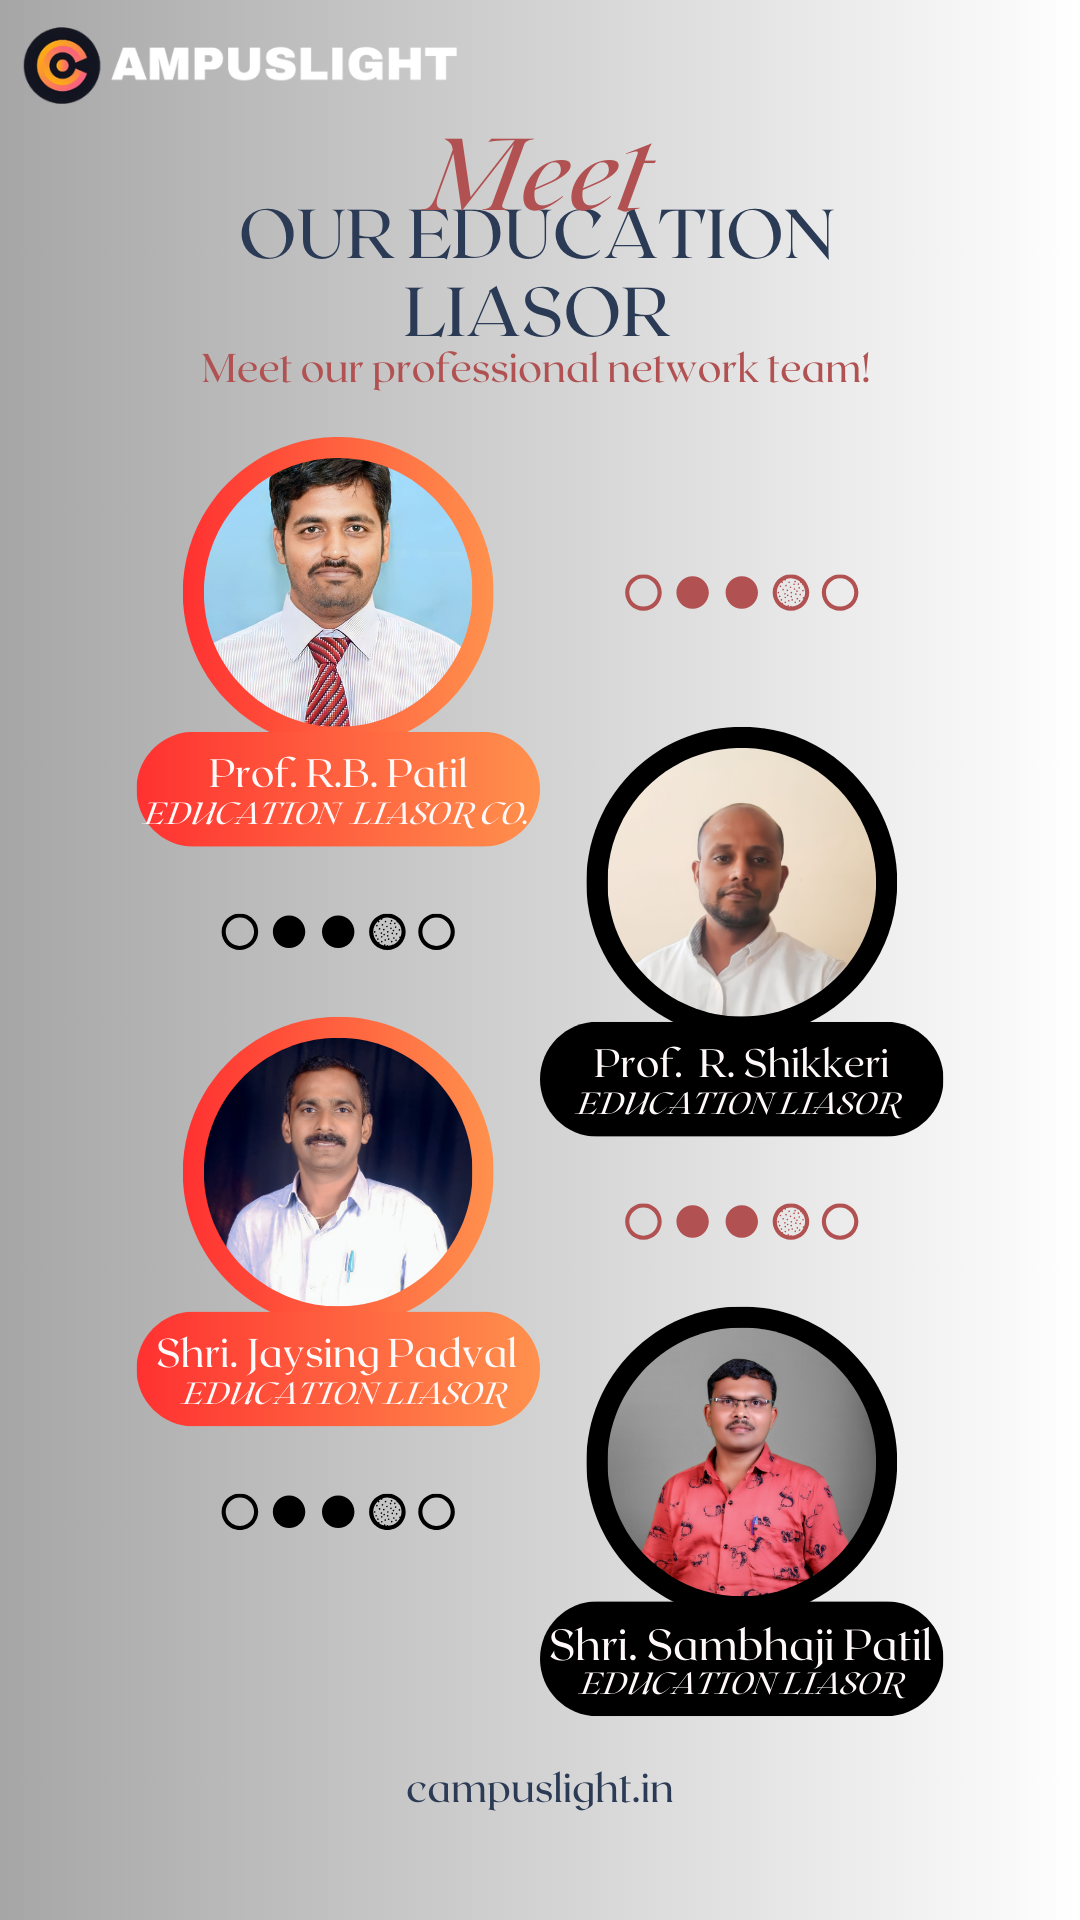 CAMPUSLIGHT
Meet
OUR EDUCATION
LIASOR
Meet our professional network team!
Prof. R.B. Patil
EDUCATION LIASOR CO.
Prof. R. Shikkeri
EDUCATION LIASOR
Shri. Jaysing Padval
EDUCATION LIASOR
Shri. Sambhaji Patil
EDUCATION LIASOR
campuslight.in